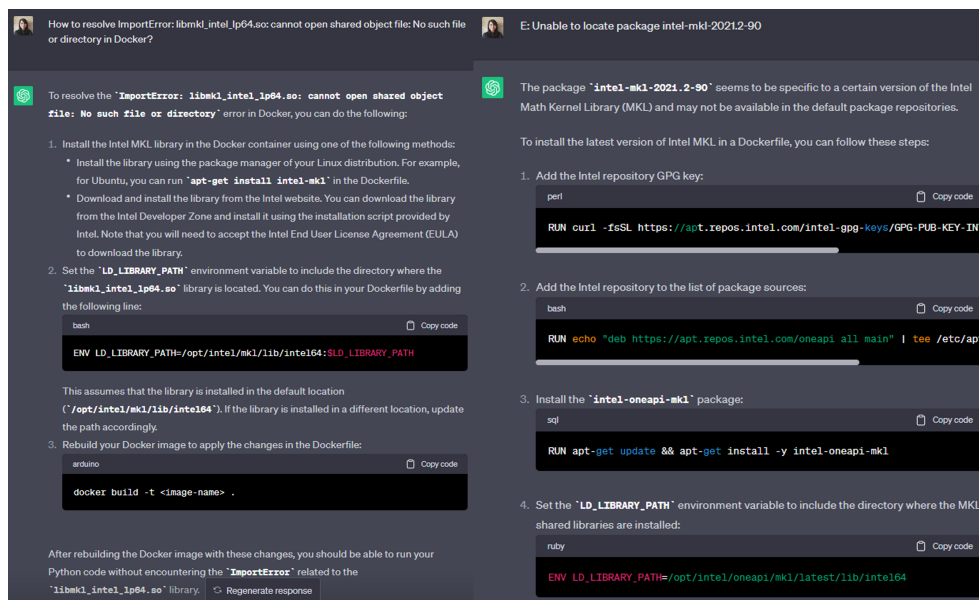 How to resolve ImportError: libmkl_intel_lp64.so: cannot open shared object file: No such file
or directory in Docker?
To resolve the `ImportError: libmkl_intel_lp64.so: cannot open shared object
file: No such file or directory` error in Docker, you can do the following:
1. Install the Intel MKL library in the Docker container using one of the following methods:
• Install the library using the package manager of your Linux distribution. For example,
for Ubuntu, you can run `apt-get install intel-mkl` in the Dockerfile.
• Download and install the library from the Intel website. You can download the library
from the Intel Developer Zone and install it using the installation script provided by
Intel. Note that you will need to accept the Intel End User License Agreement (EULA)
to download the library.
2. Set the `LD_LIBRARY_PATH` environment variable to include the directory where the
`libmkl_intel_lp64.so` library is located. You can do this in your Dockerfile by adding
the following line:
bash Copy code
ENV LD_LIBRARY_PATH=/opt/intel/mkl/lib/intel64:$LD_LIBRARY_PATH
This assumes that the library is installed in the default location
(`/opt/intel/mkl/lib/intel64`). If the library is installed in a different location, update
the path accordingly.
3. Rebuild your Docker image to apply the changes in the Dockerfile:
arduino Copy code
docker build -t <image-name> .
After rebuilding the Docker image with these changes, you should be able to run your
Python code without encountering the `ImportError` related to the
`libmkl_intel_lp64.so` library.
Regenerate response
E: Unable to locate package intel-mkl-2021.2-90
The package `intel-mkl-2021.2-90` seems to be specific to a certain version of the Intel
Math Kernel Library (MKL) and may not be available in the default package repositories.
To install the latest version of Intel MKL in a Dockerfile, you can follow these steps:
1. Add the Intel repository GPG key:
perl Copy code
RUN curl -fsSL https://apt.repos.intel.com/intel-gpg-keys/GPG-PUB-KEY-IN
2. Add the Intel repository to the list of package sources:
bash Copy code
RUN echo "deb https://apt.repos.intel.com/oneapi all main" | tee /etc/ap
3. Install the `intel-oneapi-mkl` package:
sql Copy code
RUN apt-get update && apt-get install -y intel-oneapi-mkl
4. Set the `LD_LIBRARY_PATH` environment variable to include the directory where the MKL
shared libraries are installed:
ruby Copy code
ENV LD_LIBRARY_PATH=/opt/intel/oneapi/mkl/latest/lib/intel64